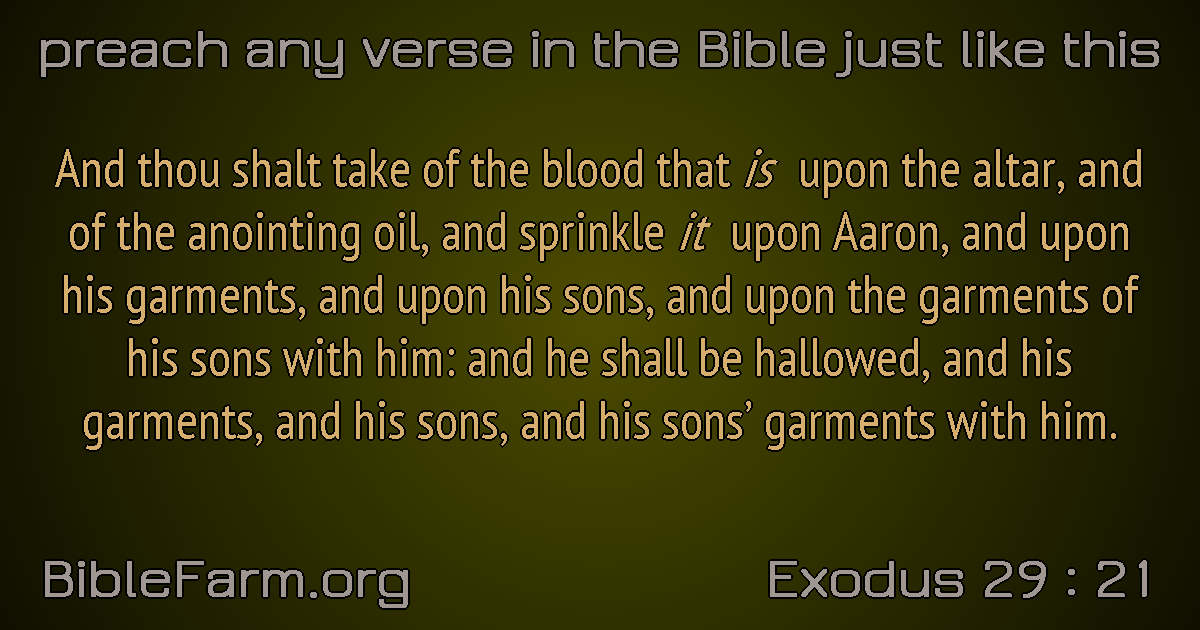 preach any verse in the Bible just like this
And thou shalt take of the blood that is upon the altar, and
of the anointing oil, and sprinkle it upon Aaron, and upon
his garments, and upon his sons, and upon the garments of
his sons with him: and he shall be hallowed, and his
garments, and his sons, and his sons’ garments with him.
BibleFarm.org
Exodus 29 : 21